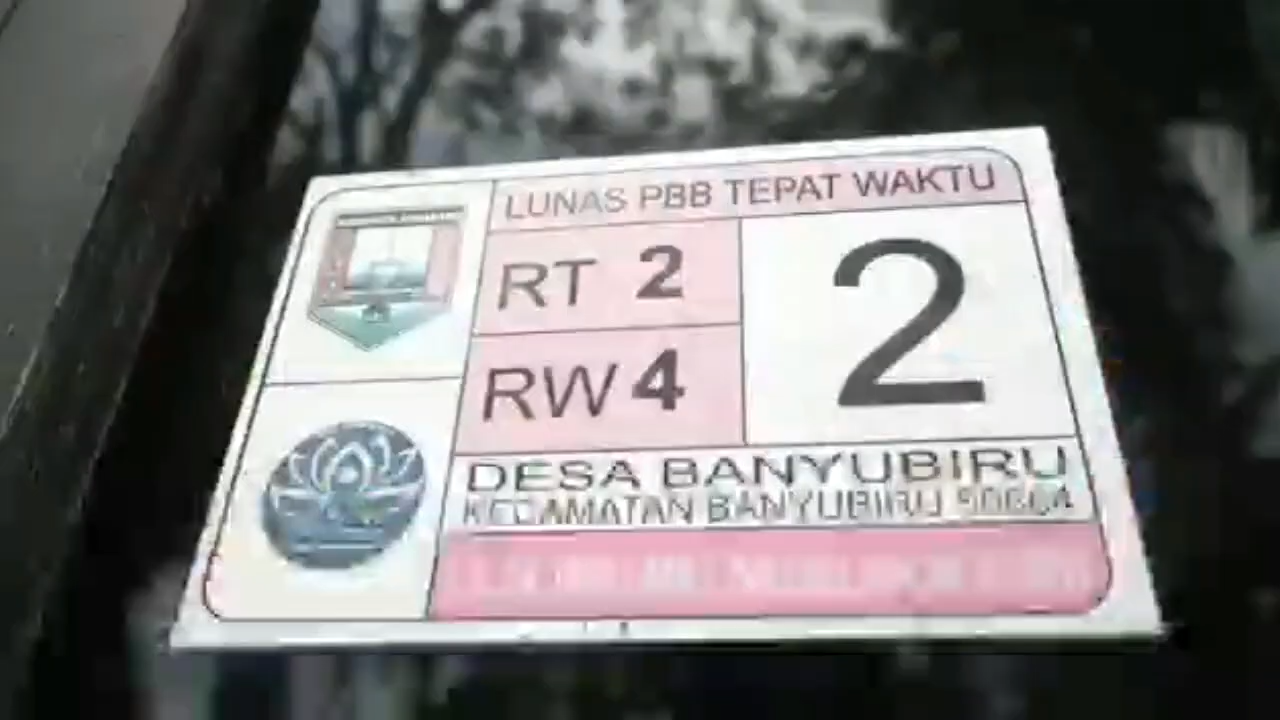 LUNAS PBB TEPAT WAKTU
RT 2
RW 4
2
DESA BANYUBIRU
KECAMATAN BANYUBIRU